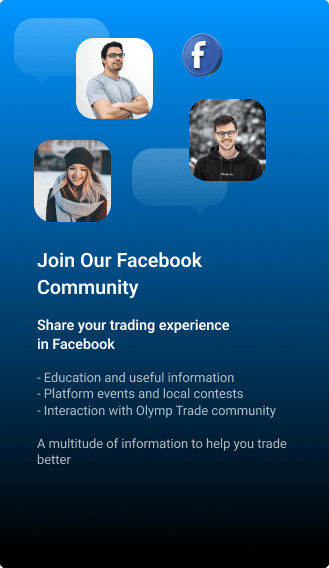 f
Join Our Facebook
Community
Share your trading experience
in Facebook
- Education and useful information
- Platform events and local contests
- Interaction with Olymp Trade community
A multitude of information to help you trade
better